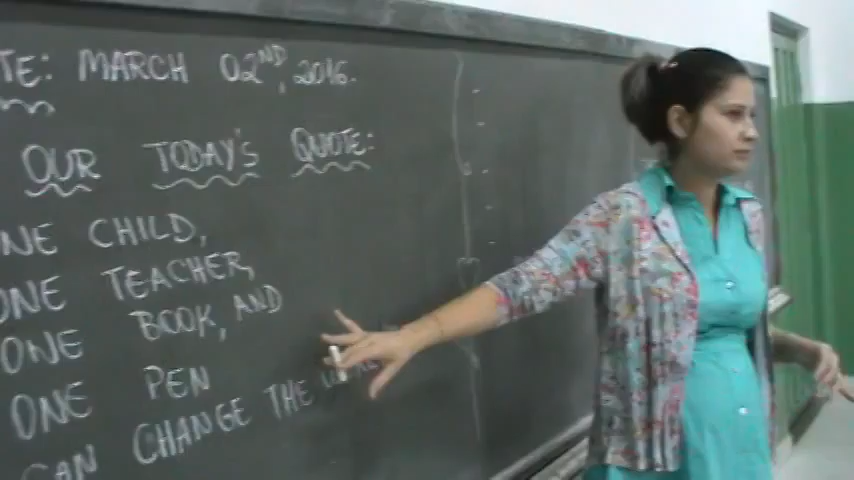 TE: MARCH 02ND, 2016.
OUR TODAY'S QUOTE:
NE CHILD,
ONE TEACHER,
ONE BOOK, AND
ONE PEN
CAN CHANGE THE